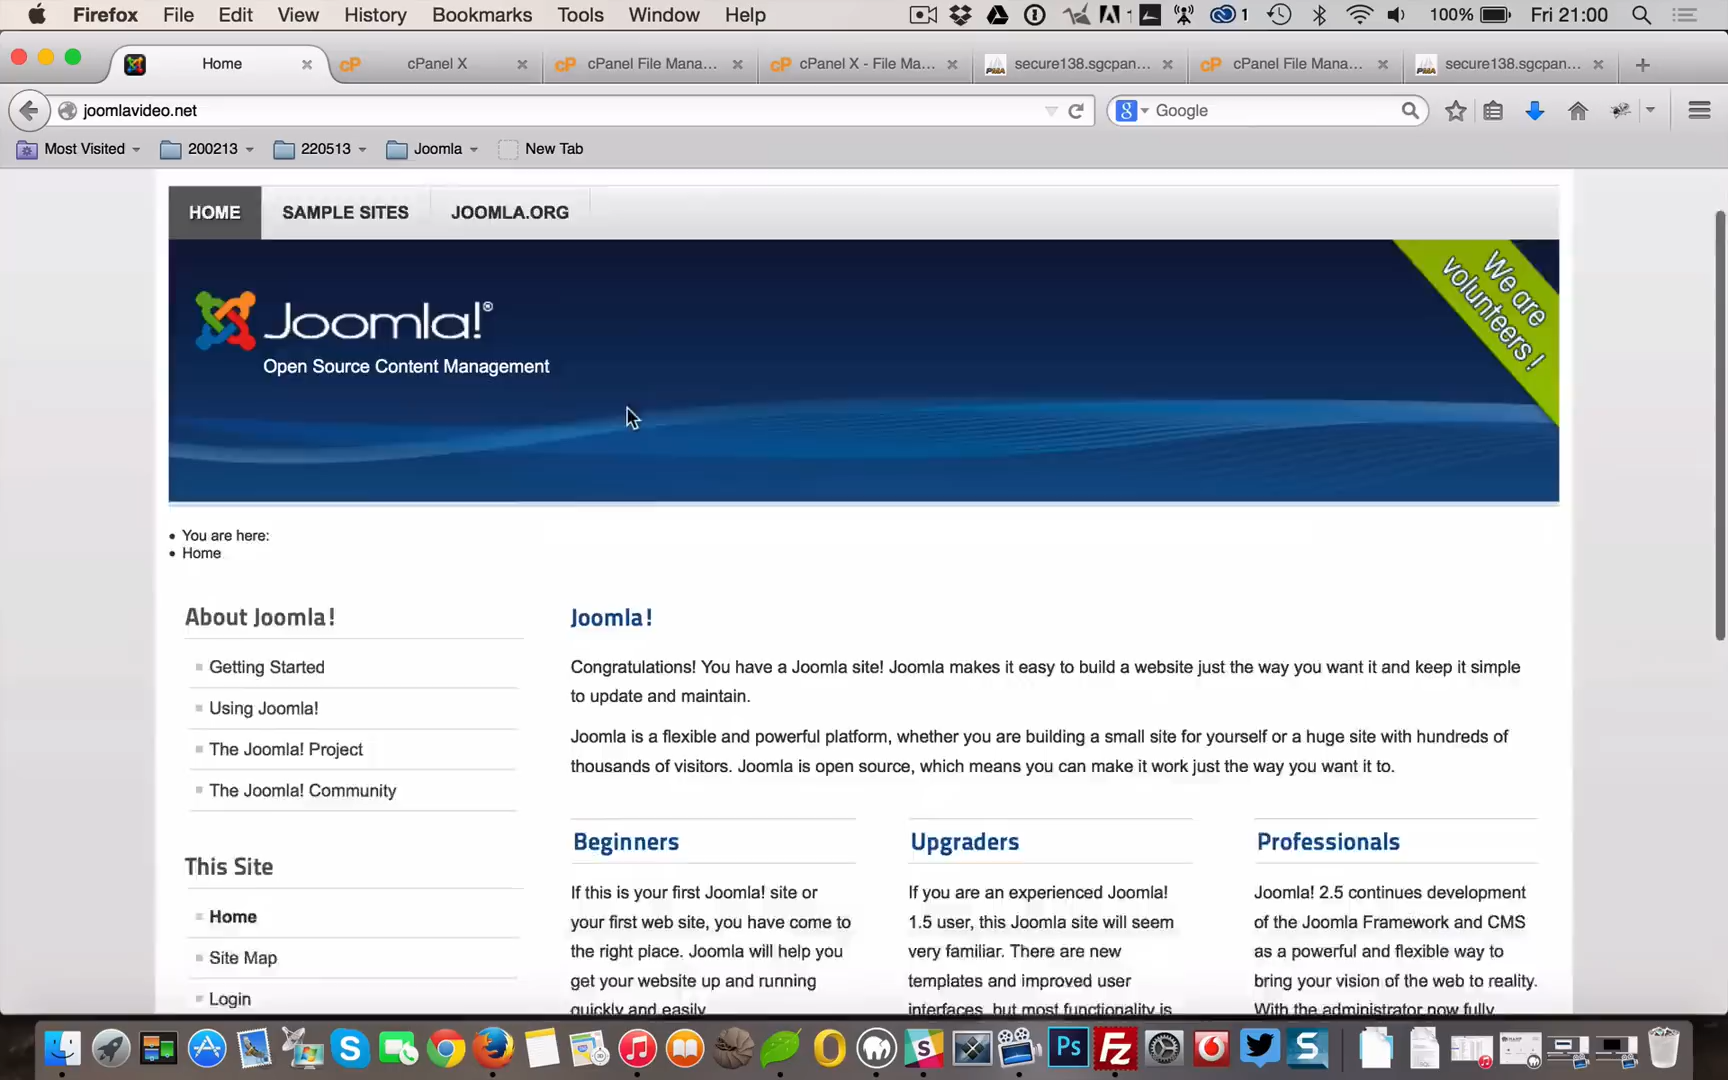 Firefox File Edit View History Bookmarks Tools Window Help 1 1 100% Fri 21:00
Home cPanel X cPanel File Mana... cPanel X - File Ma... secure138.sgcpan... cPanel File Mana... secure138.sgcpan...
joomlavideo.net Google
Most Visited 200213 220513 Joomla New Tab
HOME SAMPLE SITES JOOMLA.ORG
Joomla!®
Open Source Content Management
We are
volunteers!
You are here:
Home
About Joomla!
Getting Started
Using Joomla!
The Joomla! Project
The Joomla! Community
This Site
Home
Site Map
Login
Joomla!
Congratulations! You have a Joomla site! Joomla makes it easy to build a website just the way you want it and keep it simple
to update and maintain.
Joomla is a flexible and powerful platform, whether you are building a small site for yourself or a huge site with hundreds of
thousands of visitors. Joomla is open source, which means you can make it work just the way you want it to.
Beginners
If this is your first Joomla! site or
your first web site, you have come to
the right place. Joomla will help you
get your website up and running
quickly and easily.
Upgraders
If you are an experienced Joomla!
1.5 user, this Joomla site will seem
very familiar. There are new
templates and improved user
interfaces, but most functionality is
Professionals
Joomla! 2.5 continues development
of the Joomla Framework and CMS
as a powerful and flexible way to
bring your vision of the web to reality.
With the administrator now fully